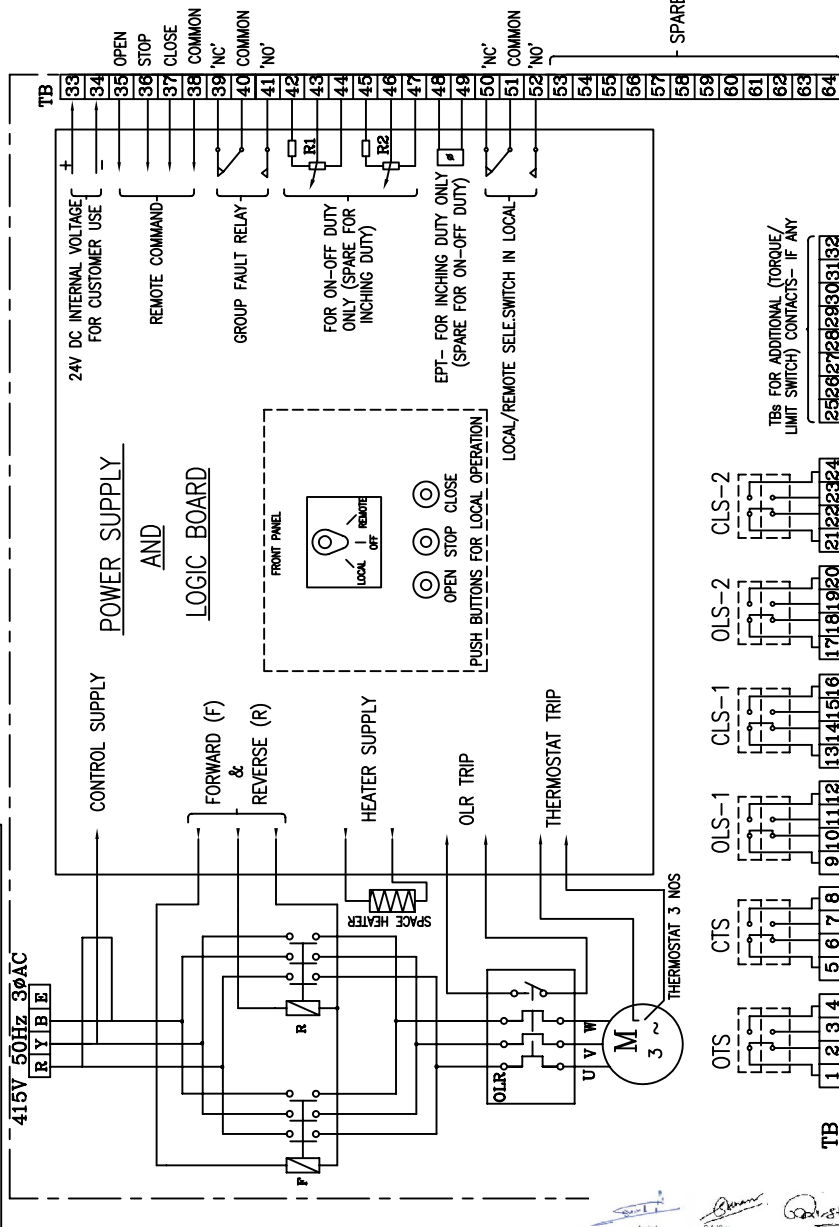 415V 50Hz 3ØAC
R Y B E
CONTROL SUPPLY
FORWARD (F)
&
REVERSE (R)
HEATER SUPPLY
SPACE HEATER
OLR TRIP
THERMOSTAT TRIP
F
R
OLR
U V W
M
3 ~
THERMOSTAT 3 NOS
POWER SUPPLY
AND
LOGIC BOARD
FRONT PANEL
LOCAL
OFF
REMOTE
OPEN STOP CLOSE
PUSH BUTTONS FOR LOCAL OPERATION
24V DC INTERNAL VOLTAGE
FOR CUSTOMER USE
+
-
REMOTE COMMAND
GROUP FAULT RELAY
FOR ON-OFF DUTY
ONLY (SPARE FOR
INCHING DUTY)
R1
R2
EPT- FOR INCHING DUTY ONLY
(SPARE FOR ON-OFF DUTY)
LOCAL/REMOTE SELE.SWITCH IN LOCAL
TB
33
34
35 OPEN
36 STOP
37 CLOSE
38 COMMON
39 'NC'
40 COMMON
41 'NO'
42
43
44
45
46
47
48
49
50 'NC'
51 COMMON
52 'NO'
53
54
55
56
57
58
59
60
61
62
63
64
SPARE
OTS
CTS
OLS-1
CLS-1
OLS-2
CLS-2
TBs FOR ADDITIONAL (TORQUE/
LIMIT SWITCH) CONTACTS- IF ANY
TB
1 2 3 4
5 6 7 8
9 10 11 12
13 14 15 16
17 18 19 20
21 22 23 24
25 26 27 28 29 30 31 32